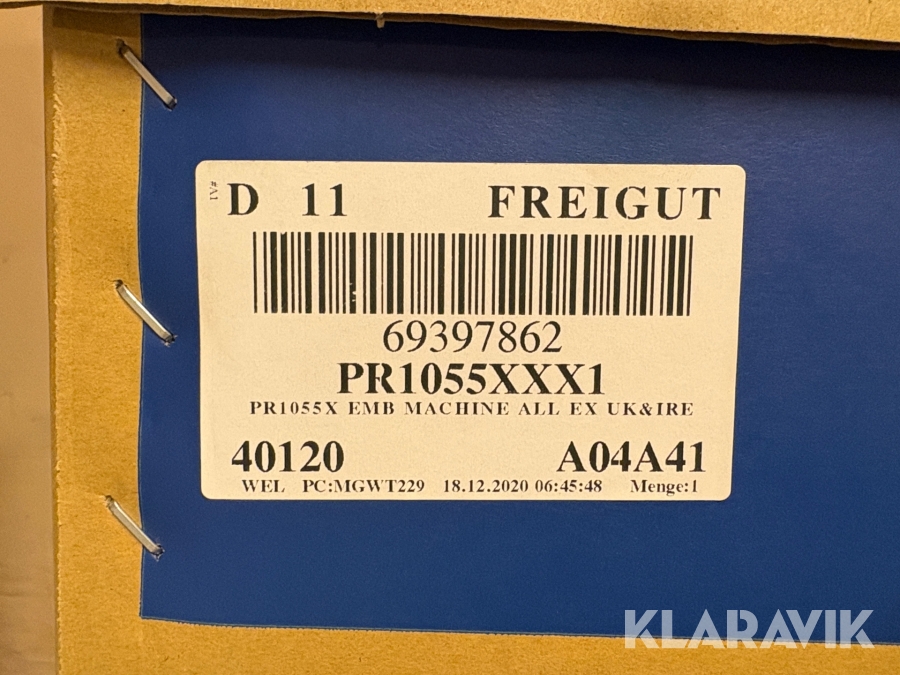 IV#
D 11 FREIGUT
69397862
PR1055XXX1
PR1055X EMB MACHINE ALL EX UK&IRE
40120 A04A41
WEL PC:MGWT229 18.12.2020 06:45:48 Menge:1
KLARAVIK